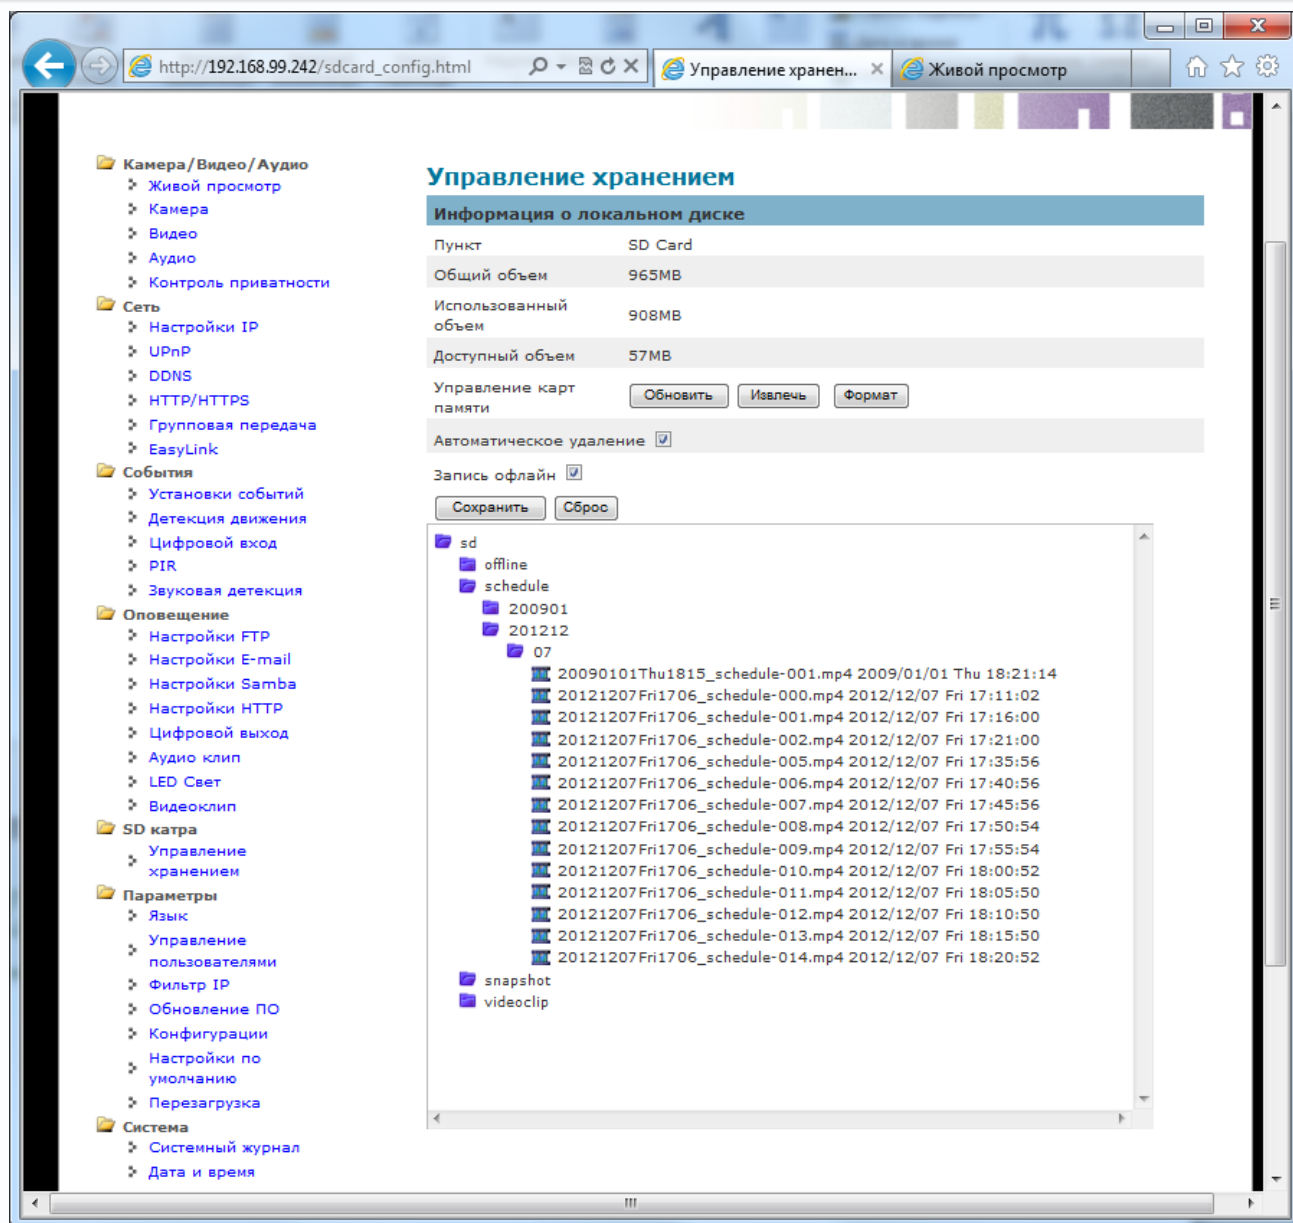 http://192.168.99.242/sdcard_config.html
Управление хранен...
Живой просмотр
Камера/Видео/Аудио
Живой просмотр
Камера
Видео
Аудио
Контроль приватности
Сеть
Настройки IP
UPnP
DDNS
HTTP/HTTPS
Групповая передача
EasyLink
События
Установки событий
Детекция движения
Цифровой вход
PIR
Звуковая детекция
Оповещение
Настройки FTP
Настройки E-mail
Настройки Samba
Настройки HTTP
Цифровой выход
Аудио клип
LED Свет
Видеоклип
SD катра
Управление
хранением
Параметры
Язык
Управление
пользователями
Фильтр IP
Обновление ПО
Конфигурации
Настройки по
умолчанию
Перезагрузка
Система
Системный журнал
Дата и время
Управление хранением
Информация о локальном диске
Пункт SD Card
Общий объем 965MB
Использованный
объем 908MB
Доступный объем 57MB
Управление карт
памяти Обновить Извлечь Формат
Автоматическое удаление
Запись офлайн
Сохранить Сброс
sd
offline
schedule
200901
201212
07
20090101Thu1815_schedule-001.mp4 2009/01/01 Thu 18:21:14
20121207Fri1706_schedule-000.mp4 2012/12/07 Fri 17:11:02
20121207Fri1706_schedule-001.mp4 2012/12/07 Fri 17:16:00
20121207Fri1706_schedule-002.mp4 2012/12/07 Fri 17:21:00
20121207Fri1706_schedule-005.mp4 2012/12/07 Fri 17:35:56
20121207Fri1706_schedule-006.mp4 2012/12/07 Fri 17:40:56
20121207Fri1706_schedule-007.mp4 2012/12/07 Fri 17:45:56
20121207Fri1706_schedule-008.mp4 2012/12/07 Fri 17:50:54
20121207Fri1706_schedule-009.mp4 2012/12/07 Fri 17:55:54
20121207Fri1706_schedule-010.mp4 2012/12/07 Fri 18:00:52
20121207Fri1706_schedule-011.mp4 2012/12/07 Fri 18:05:50
20121207Fri1706_schedule-012.mp4 2012/12/07 Fri 18:10:50
20121207Fri1706_schedule-013.mp4 2012/12/07 Fri 18:15:50
20121207Fri1706_schedule-014.mp4 2012/12/07 Fri 18:20:52
snapshot
videoclip